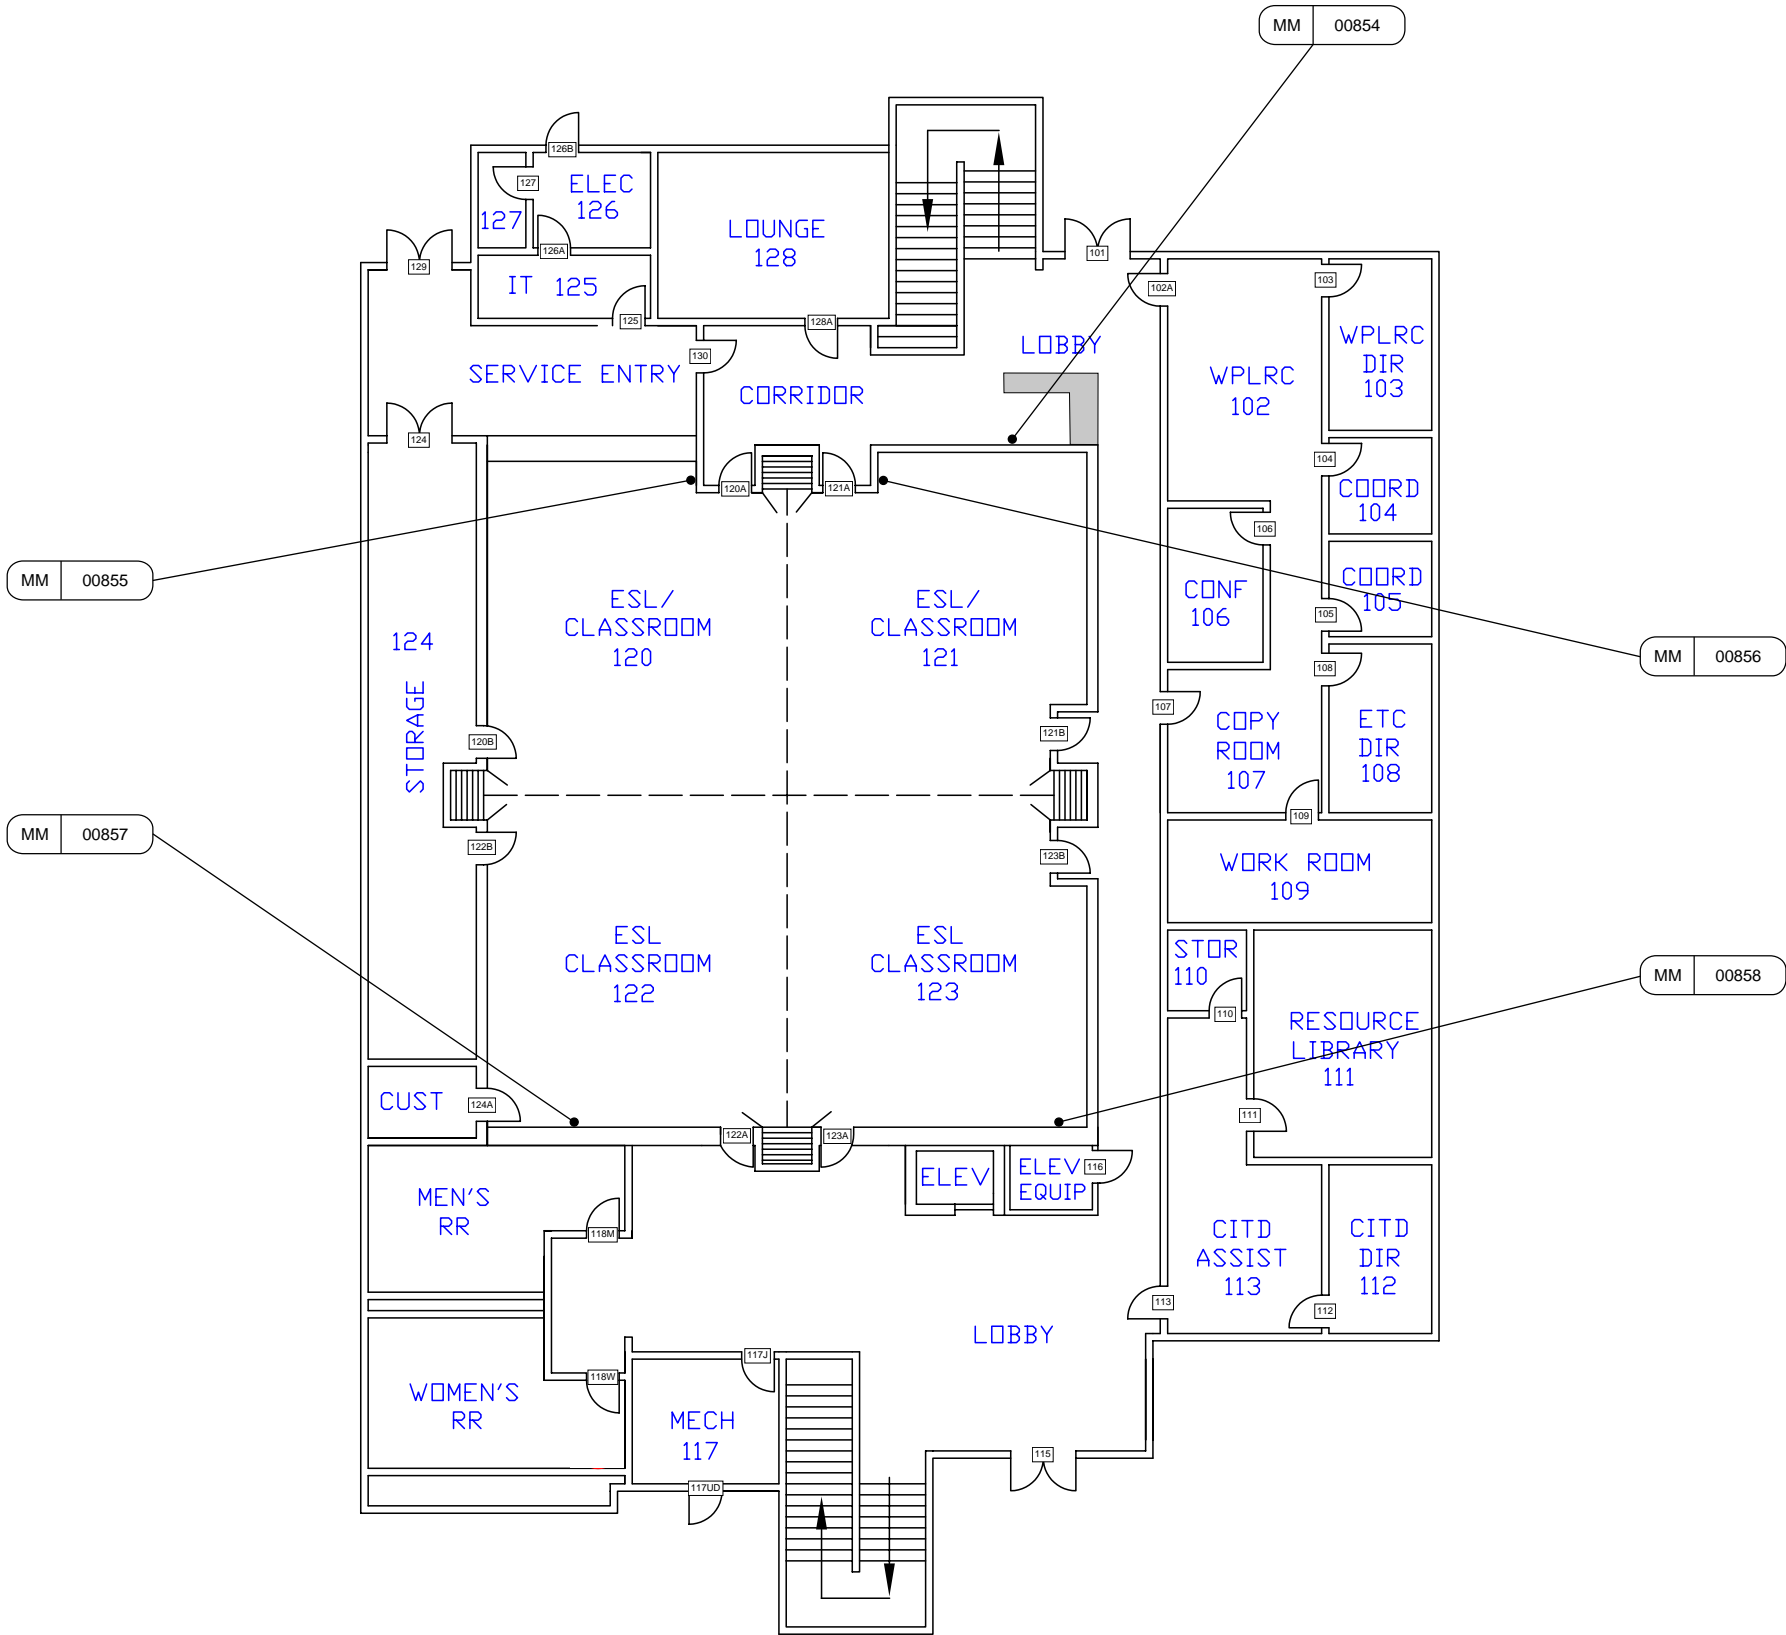 MM 00854
126B
127
ELEC
126
127
126A
129
IT 125
125
LOUNGE
128
128A
101
102A
103
130
SERVICE ENTRY
CORRIDOR
LOBBY
WPLRC
102
WPLRC
DIR
103
124
120A
121A
104
COORD
104
106
MM 00855
ESL/
CLASSROOM
120
ESL/
CLASSROOM
121
CONF
106
COORD
105
105
124
STORAGE
MM 00856
108
107
120B
121B
COPY
ROOM
107
ETC
DIR
108
109
MM 00857
122B
123B
WORK ROOM
109
ESL
CLASSROOM
122
ESL
CLASSROOM
123
STOR
110
110
MM 00858
RESOURCE
LIBRARY
111
111
CUST
124A
122A
123A
ELEV
ELEV
EQUIP
116
MEN'S
RR
118M
CITD
ASSIST
113
CITD
DIR
112
113
112
LOBBY
117J
118W
WOMEN'S
RR
MECH
117
117UD
115